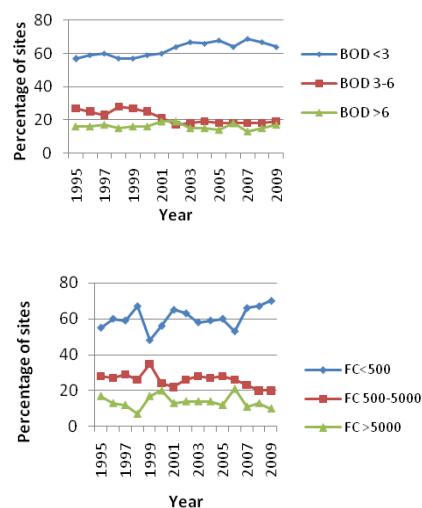 Percentage of sites
80
60
40
20
0
1995
1997
1999
2001
2003
2005
2007
2009
Year
BOD <3
BOD 3-6
BOD >6
Percentage of sites
80
60
40
20
0
1995
1997
1999
2001
2003
2005
2007
2009
Year
FC<500
FC 500-5000
FC >5000